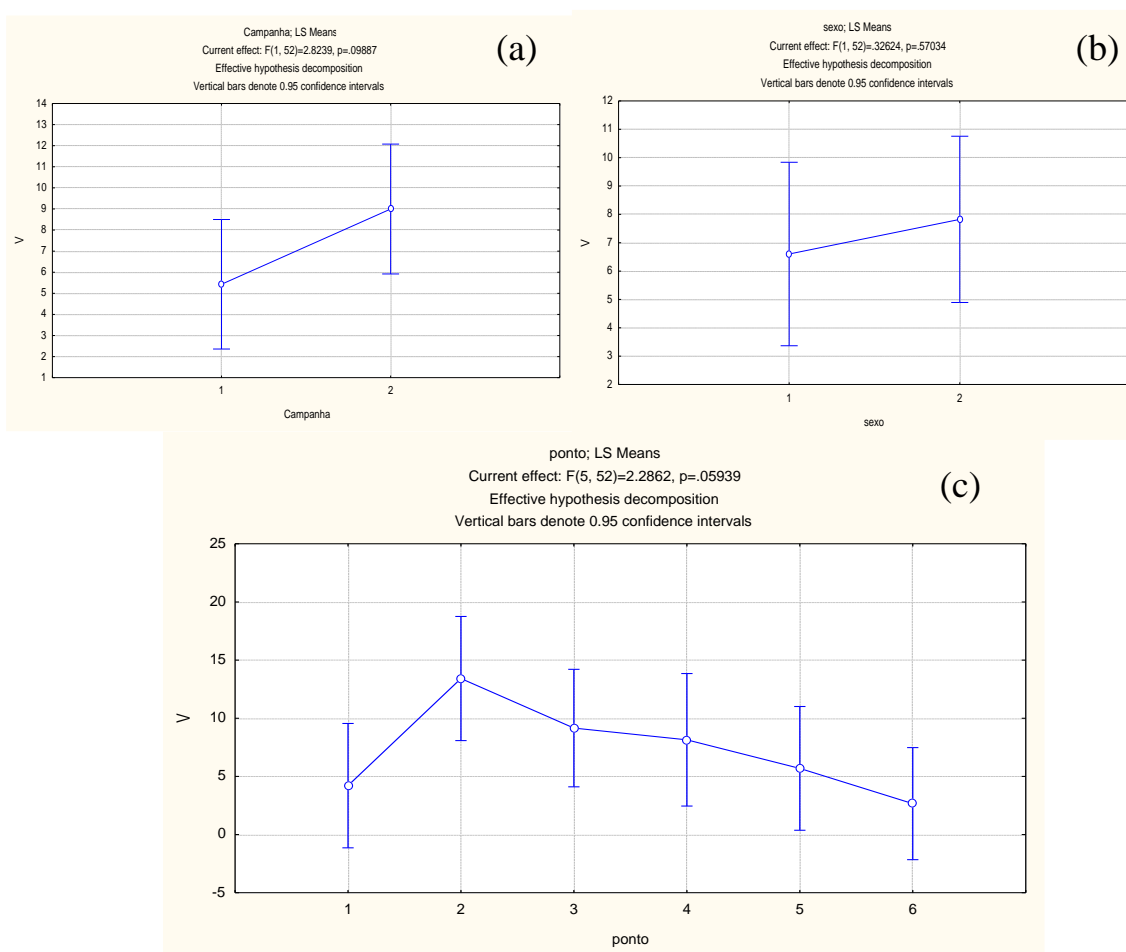 Campanha; LS Means
Current effect: F(1, 52)=2.8239, p=.09887
Effective hypothesis decomposition
Vertical bars denote 0.95 confidence intervals
(a)
14
13
12
11
10
9
8
7
6
5
4
3
2
1
V
1 2
Campanha
sexo; LS Means
Current effect: F(1, 52)=.32624, p=.57034
Effective hypothesis decomposition
Vertical bars denote 0.95 confidence intervals
(b)
12
11
10
9
8
7
6
5
4
3
2
V
1 2
sexo
ponto; LS Means
Current effect: F(5, 52)=2.2862, p=.05939
Effective hypothesis decomposition
Vertical bars denote 0.95 confidence intervals
(c)
25
20
15
10
5
0
-5
V
1 2 3 4 5 6
ponto